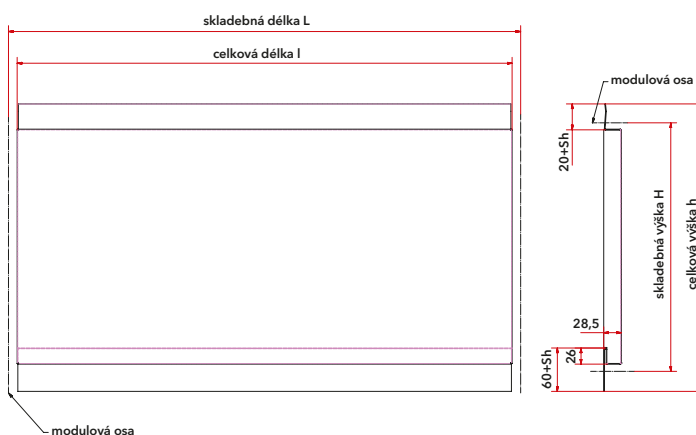 skladebná délka L
celková délka l
modulová osa
20+Sh
skladebná výška H
celková výška h
28,5
26
60+Sh
modulová osa